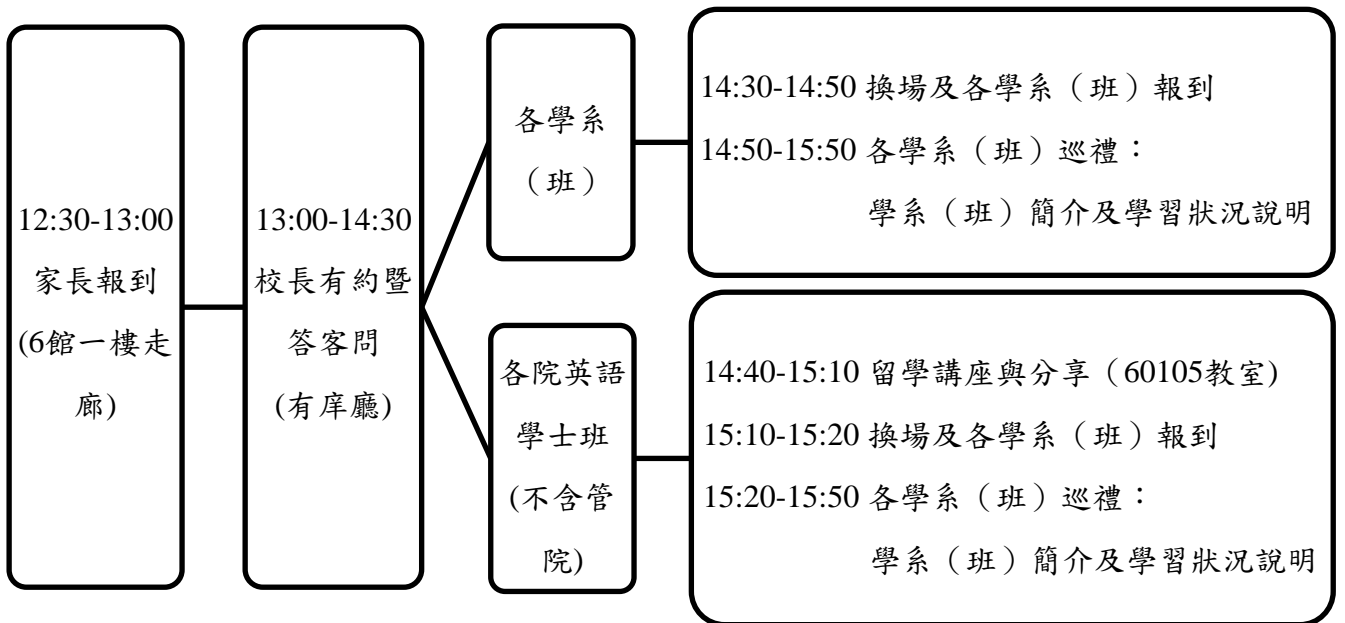 12:30-13:00
家長報到
(6館一樓走
廊)
13:00-14:30
校長有約暨
答客問
(有庠廳)
各學系
（班）
14:30-14:50 換場及各學系（班）報到
14:50-15:50 各學系（班）巡禮：
學系（班）簡介及學習狀況說明
各院英語
學士班
(不含管
院)
14:40-15:10 留學講座與分享（60105教室)
15:10-15:20 換場及各學系（班）報到
15:20-15:50 各學系（班）巡禮：
學系（班）簡介及學習狀況說明